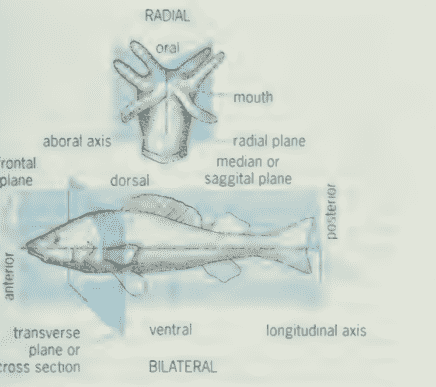 RADIAL
oral
mouth
aboral axis
radial plane
frontal
plane
dorsal
median or
saggital plane
posterior
anterior
transverse
plane or
cross section
ventral
longitudinal axis
BILATERAL